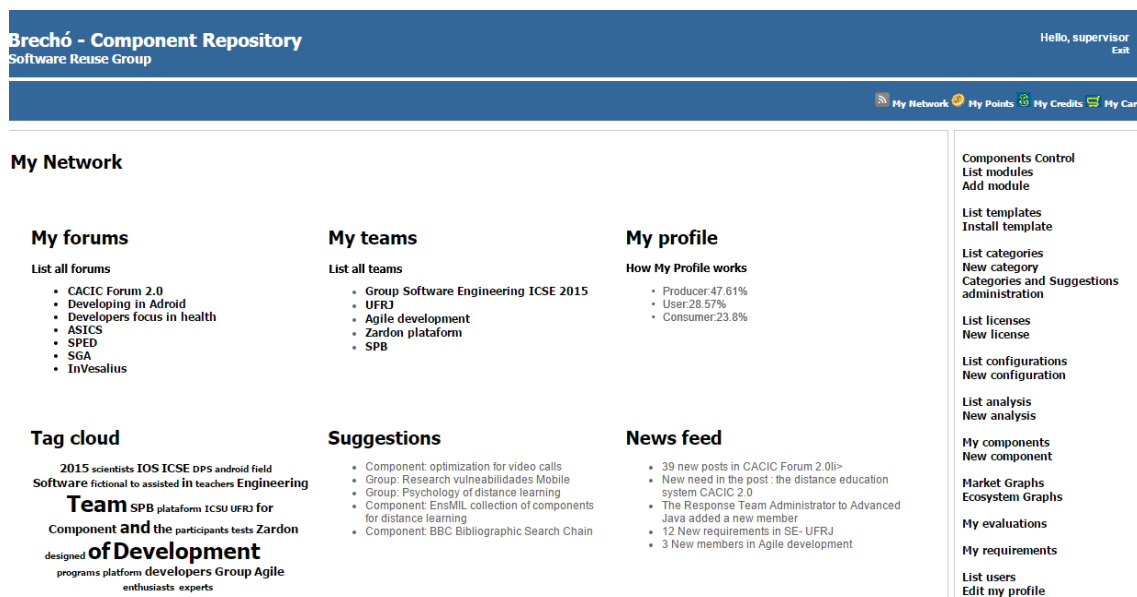 Brechó - Component Repository
Software Reuse Group
Hello, supervisor
Exit
My Network My Points My Credits My Car
My Network
My forums
List all forums
CACIC Forum 2.0
Developing in Adroid
Developers focus in health
ASICS
SPED
SGA
InVesalius
My teams
List all teams
Group Software Engineering ICSE 2015
UFRJ
Agile development
Zardon plataform
SPB
My profile
How My Profile works
Producer:47.61%
User:28.57%
Consumer:23.8%
Tag cloud
2015 scientists IOS ICSE DPS android field
Software fictional to assisted in teachers Engineering
Team SPB plataform ICSU UFRJ for
Component and the participants tests Zardon
designed of Development
programs platform developers Group Agile
enthusiasts experts
Suggestions
Component: optimization for video calls
Group: Research vulneabilidades Mobile
Group: Psychology of distance learning
Component: EnsMIL collection of components
for distance learning
Component: BBC Bibliographic Search Chain
News feed
39 new posts in CACIC Forum 2.0li>
New need in the post : the distance education
system CACIC 2.0
The Response Team Administrator to Advanced
Java added a new member
12 New requirements in SE- UFRJ
3 New members in Agile development
Components Control
List modules
Add module
List templates
Install template
List categories
New category
Categories and Suggestions
administration
List licenses
New license
List configurations
New configuration
List analysis
New analysis
My components
New component
Market Graphs
Ecosystem Graphs
My evaluations
My requirements
List users
Edit my profile